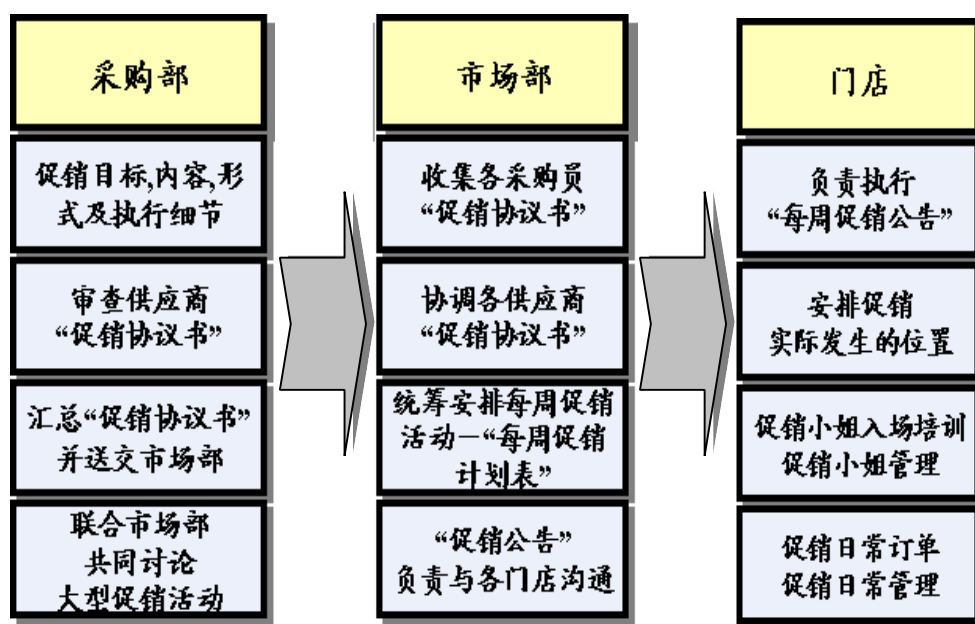 采购部
促销目标,内容,形
式及执行细节
审查供应商
“促销协议书”
汇总“促销协议书”
并送交市场部
联合市场部
共同讨论
大型促销活动
市场部
收集各采购员
“促销协议书”
协调各供应商
“促销协议书”
统筹安排每周促销
活动－“每周促销
计划表”
“促销公告”
负责与各门店沟通
门店
负责执行
“每周促销公告”
安排促销
实际发生的位置
促销小姐入场培训
促销小姐管理
促销日常订单
促销日常管理